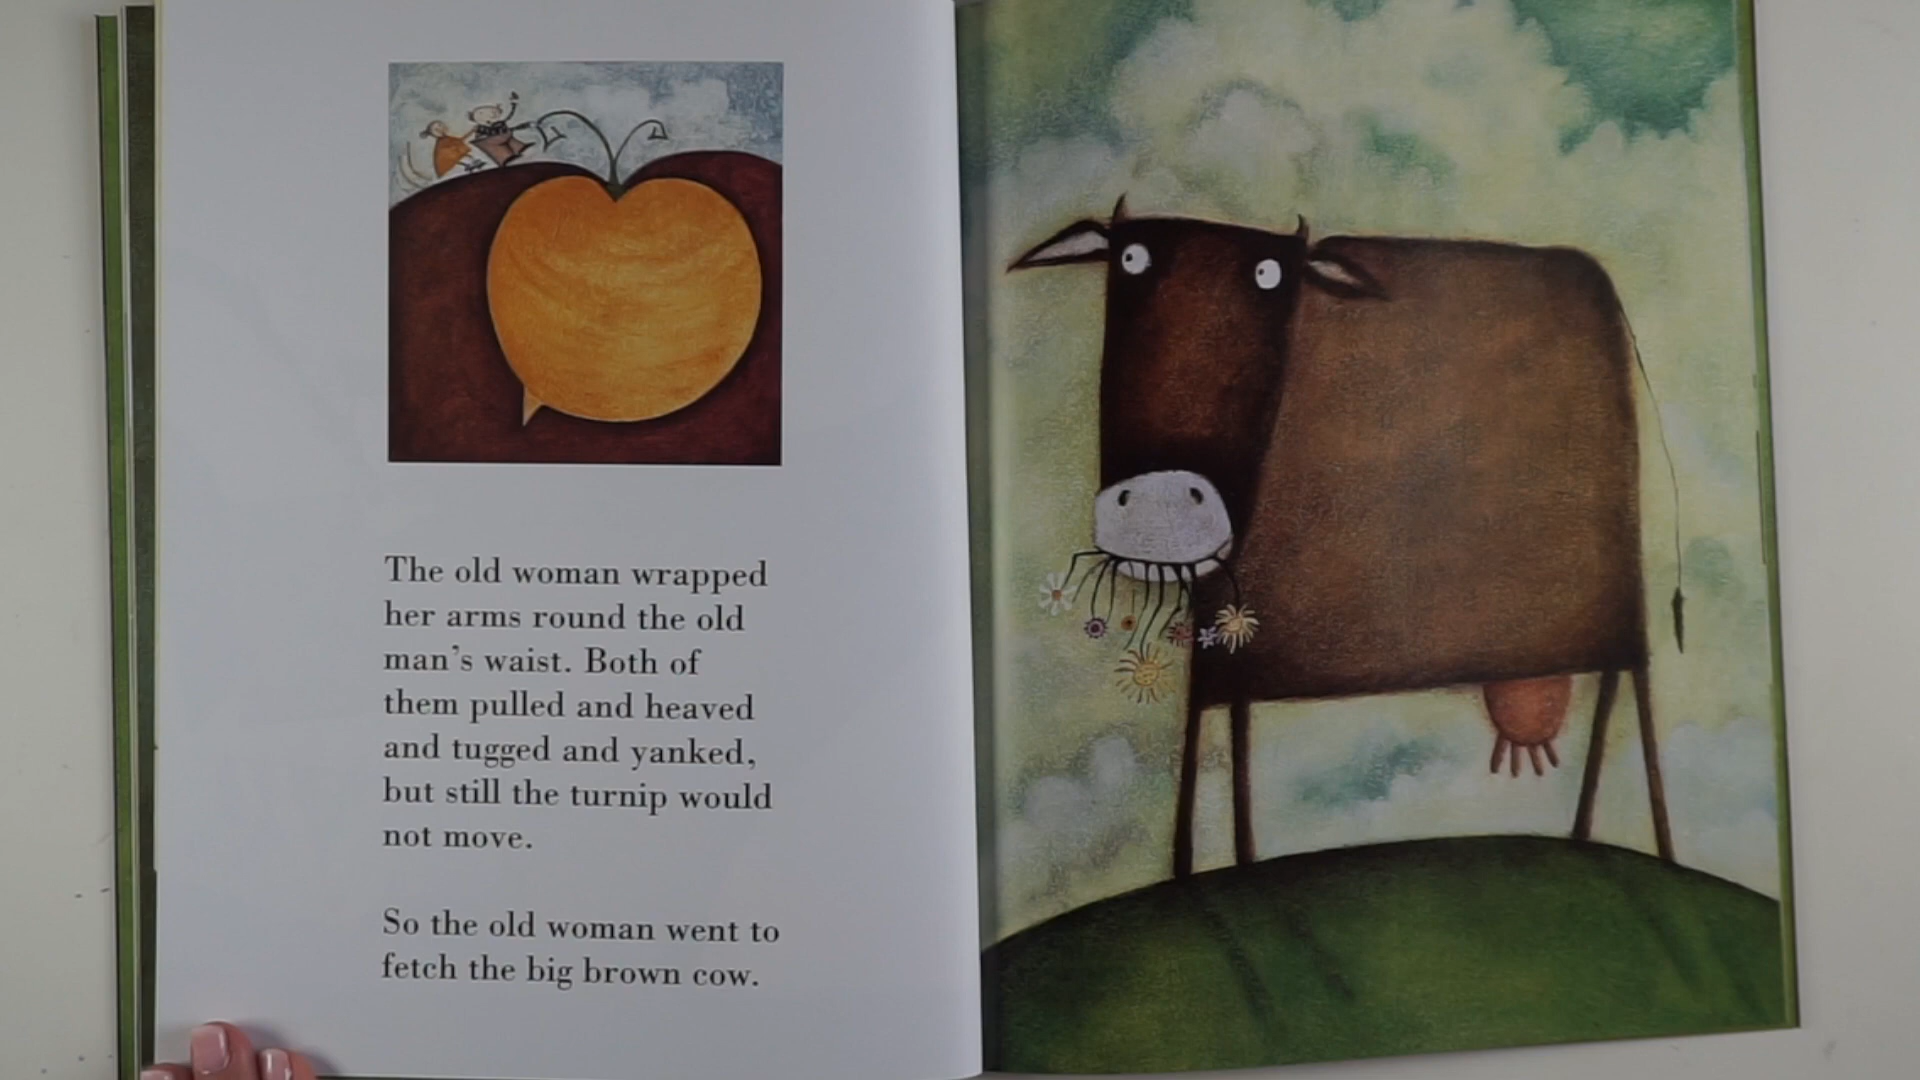 The old woman wrapped
her arms round the old
man's waist. Both of
them pulled and heaved
and tugged and yanked,
but still the turnip would
not move.
So the old woman went to
fetch the big brown cow.